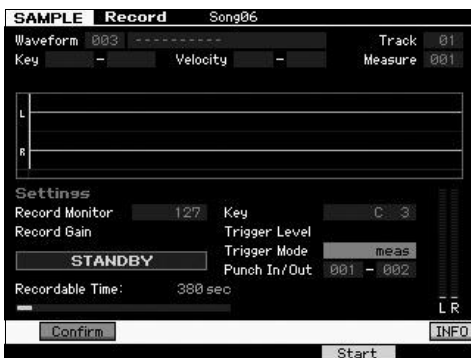 SAMPLE Record Song06
Waveform 003 ---------- Track 01
Key - Velocity - Measure 001
L
R
Settings
Record Monitor 127 Key C 3
Record Gain Trigger Level
Trigger Mode meas
STANDBY
Punch In/Out 001 - 002
Recordable Time: 380 sec
L R
Confirm INFO
Start